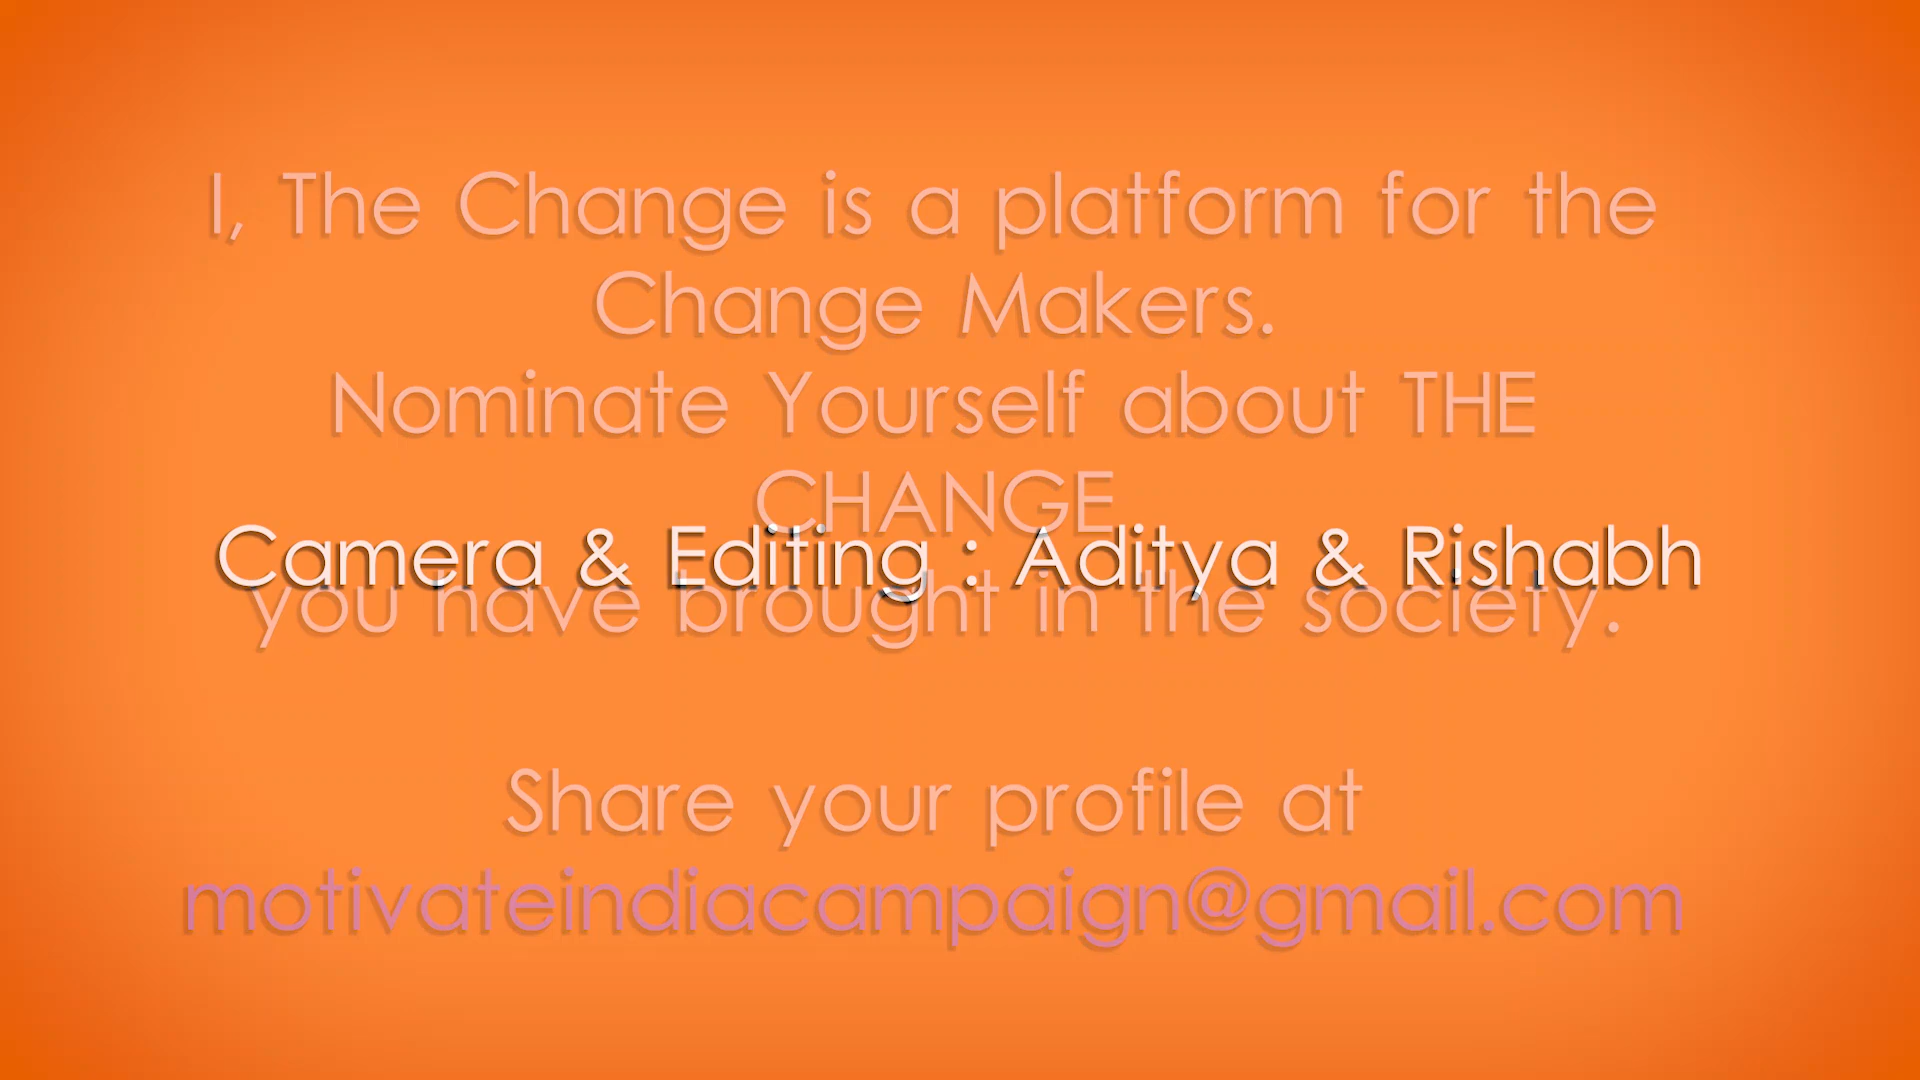 I, The Change is a platform for the
Change Makers.
Nominate Yourself about THE
CHANGE
Camera & Editing : Aditya & Rishabh
you have brought in the society.
Share your profile at
motivateindiacampaign@gmail.com